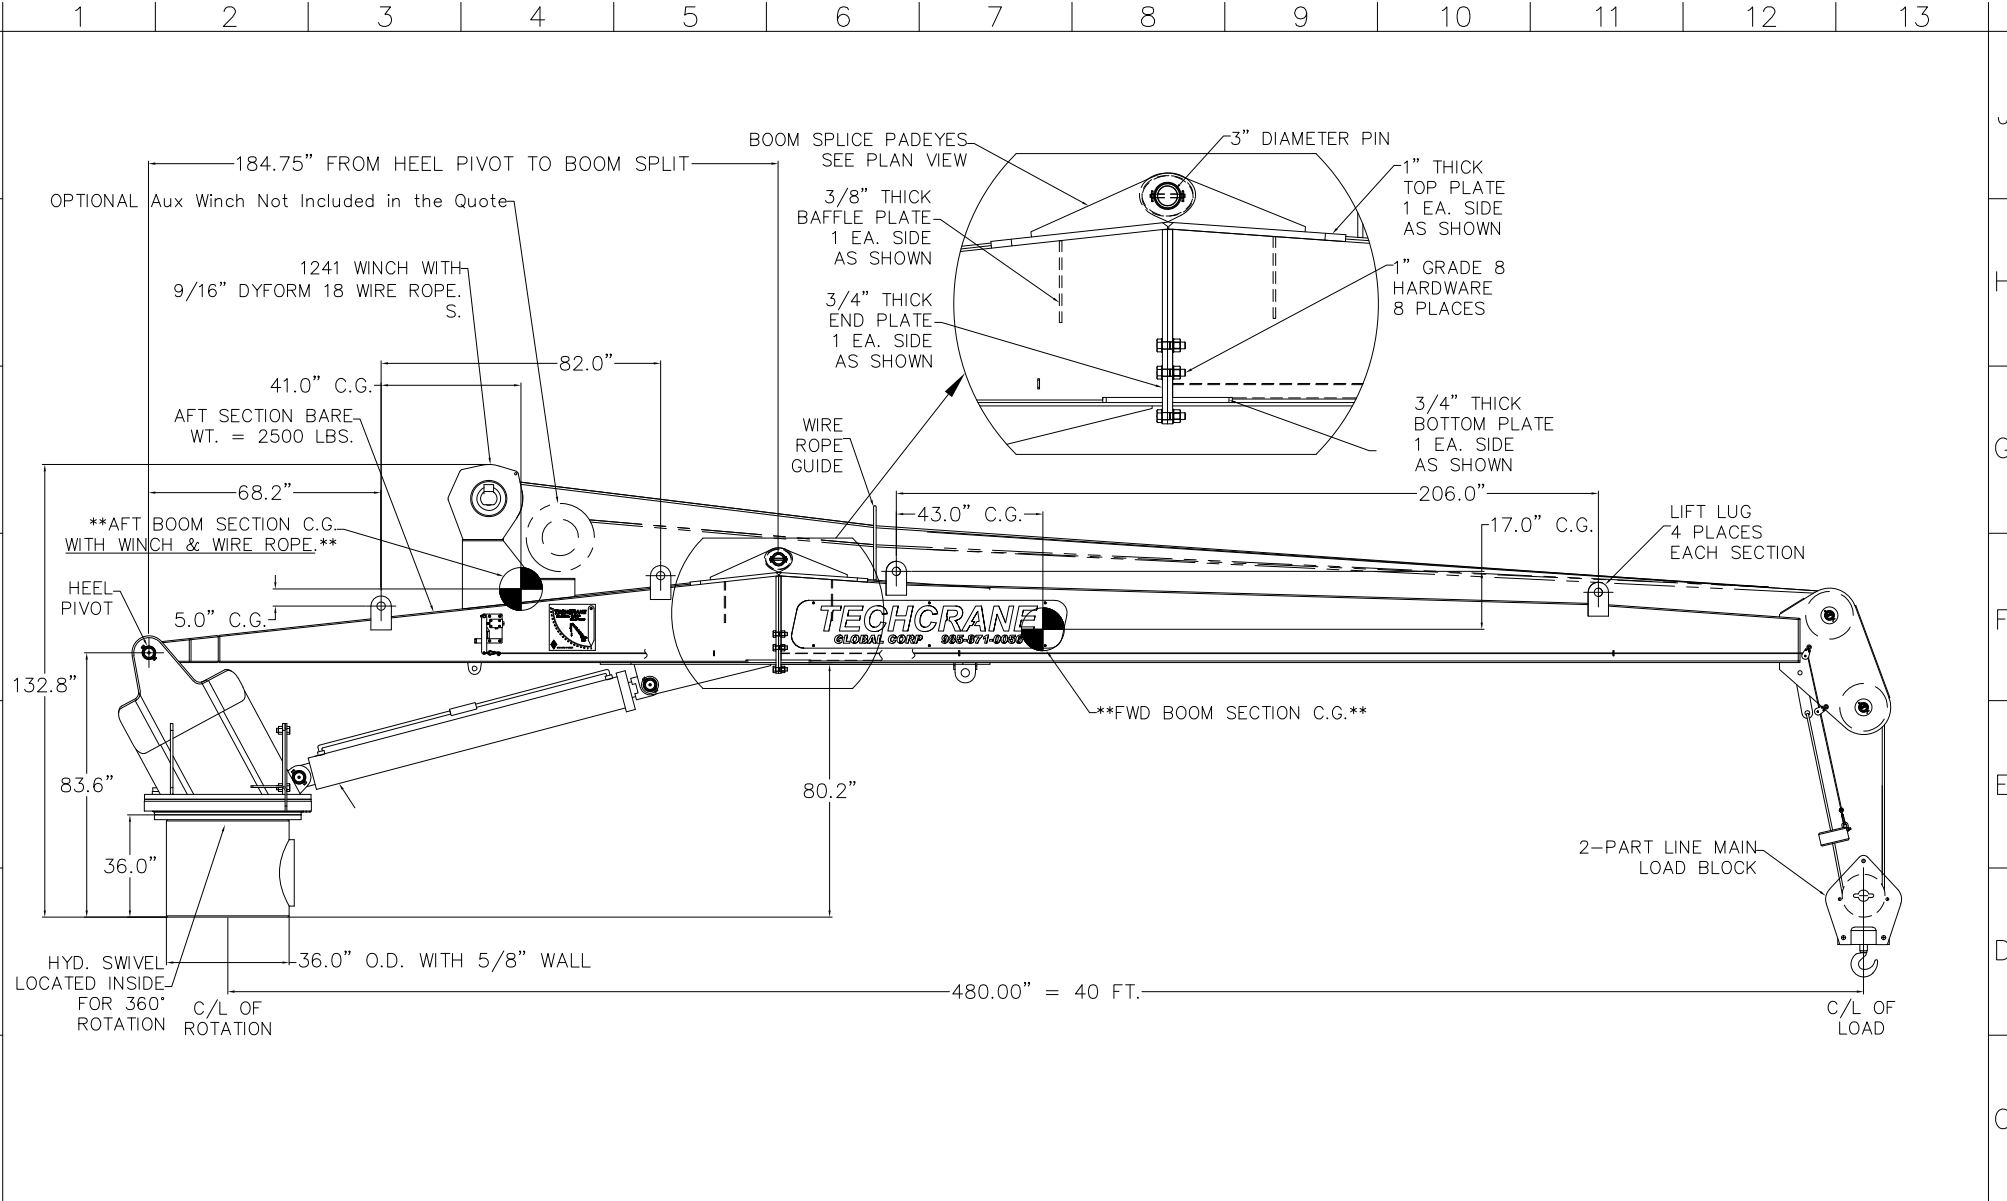 1 2 3 4 5 6 7 8 9 10 11 12 13
H
G
F
E
D
C
184.75” FROM HEEL PIVOT TO BOOM SPLIT
OPTIONAL Aux Winch Not Included in the Quote
1241 WINCH WITH
9/16” DYFORM 18 WIRE ROPE.
S.
82.0”
41.0” C.G.
AFT SECTION BARE
WT. = 2500 LBS.
68.2”
**AFT BOOM SECTION C.G.
WITH WINCH & WIRE ROPE.**
HEEL
PIVOT
5.0” C.G.
132.8”
83.6”
36.0”
HYD. SWIVEL
LOCATED INSIDE
FOR 360°
ROTATION
C/L OF
ROTATION
36.0” O.D. WITH 5/8” WALL
480.00” = 40 FT.
80.2”
BOOM SPLICE PADEYES
SEE PLAN VIEW
3/8” THICK
BAFFLE PLATE
1 EA. SIDE
AS SHOWN
3/4” THICK
END PLATE
1 EA. SIDE
AS SHOWN
3” DIAMETER PIN
1” THICK
TOP PLATE
1 EA. SIDE
AS SHOWN
1” GRADE 8
HARDWARE
8 PLACES
3/4” THICK
BOTTOM PLATE
1 EA. SIDE
AS SHOWN
WIRE
ROPE
GUIDE
206.0”
43.0” C.G.
17.0” C.G.
LIFT LUG
4 PLACES
EACH SECTION
TECHCRANE
GLOBAL CORP 985-871-0056
**FWD BOOM SECTION C.G.**
2-PART LINE MAIN
LOAD BLOCK
C/L OF
LOAD